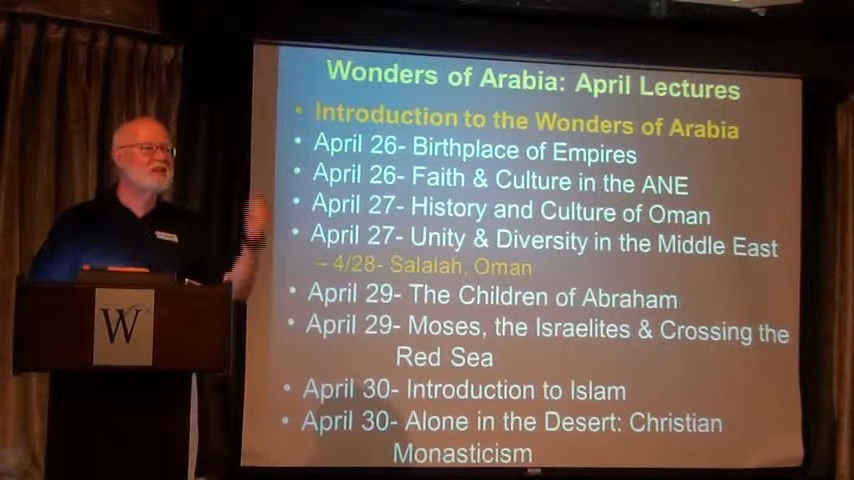 Wonders of Arabia: April Lectures
• Introduction to the Wonders of Arabia
• April 26- Birthplace of Empires
• April 26- Faith & Culture in the ANE
• April 27- History and Culture of Oman
• April 27- Unity & Diversity in the Middle East
– 4/28- Salalah, Oman
• April 29- The Children of Abraham
• April 29- Moses, the Israelites & Crossing the
Red Sea
• April 30- Introduction to Islam
• April 30- Alone in the Desert: Christian
Monasticism
W